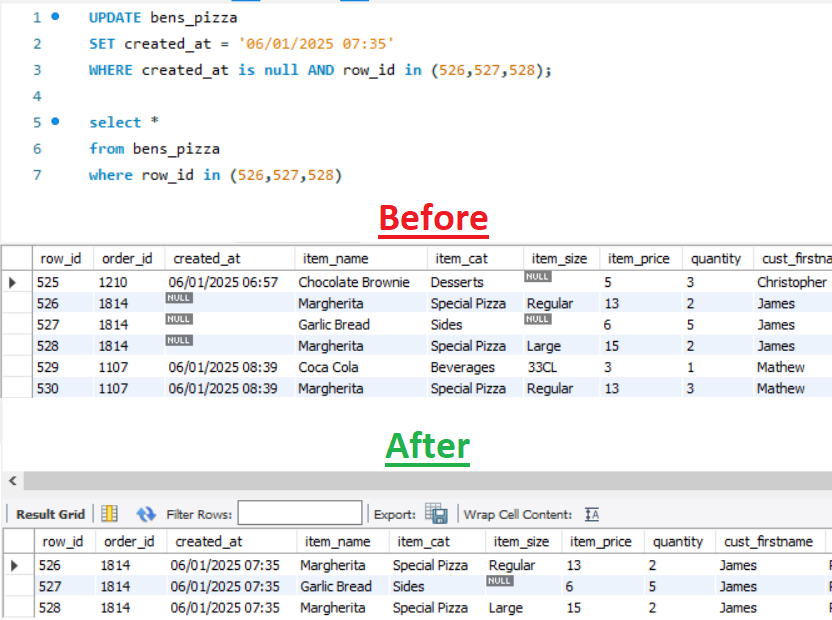 1 UPDATE bens_pizza
2 SET created_at = '06/01/2025 07:35'
3 WHERE created_at is null AND row_id in (526,527,528);
4
5 select *
6 from bens_pizza
7 where row_id in (526,527,528)
Before
row_id order_id created_at item_name item_cat item_size item_price quantity cust_firstna
525 1210 06/01/2025 06:57 Chocolate Brownie Desserts NULL 5 3 Christopher
526 1814 NULL Margherita Special Pizza Regular 13 2 James
527 1814 NULL Garlic Bread Sides NULL 6 5 James
528 1814 NULL Margherita Special Pizza Large 15 2 James
529 1107 06/01/2025 08:39 Coca Cola Beverages 33CL 3 1 Mathew
530 1107 06/01/2025 08:39 Margherita Special Pizza Regular 13 3 Mathew
After
Result Grid Filter Rows: Export: Wrap Cell Content:
row_id order_id created_at item_name item_cat item_size item_price quantity cust_firstname
526 1814 06/01/2025 07:35 Margherita Special Pizza Regular 13 2 James
527 1814 06/01/2025 07:35 Garlic Bread Sides NULL 6 5 James
528 1814 06/01/2025 07:35 Margherita Special Pizza Large 15 2 James